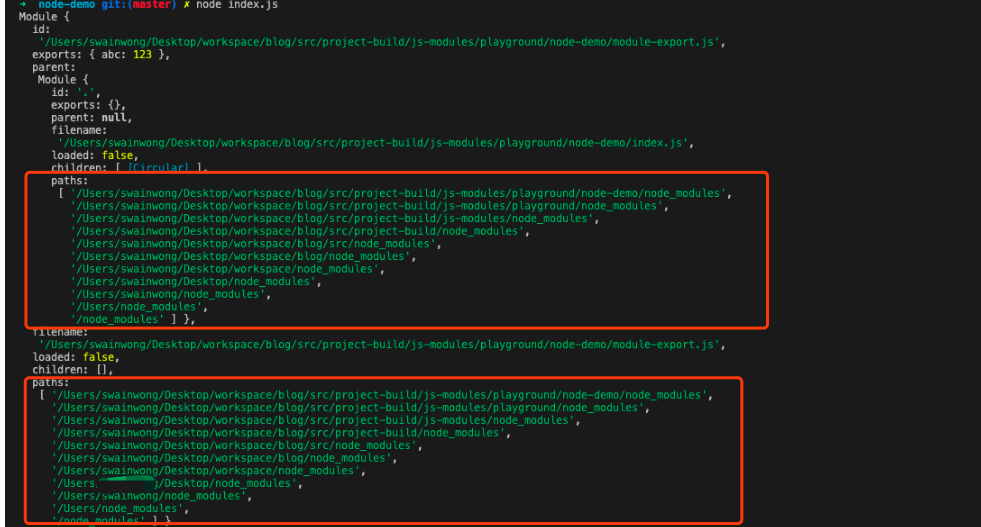 → node-demo git:(master) ✗ node index.js
Module {
id:
'/Users/swainwong/Desktop/workspace/blog/src/project-build/js-modules/playground/node-demo/module-export.js',
exports: { abc: 123 },
parent:
Module {
id: '.',
exports: {},
parent: null,
filename:
'/Users/swainwong/Desktop/workspace/blog/src/project-build/js-modules/playground/node-demo/index.js',
loaded: false,
children: [ [Circular] ],
paths:
[ '/Users/swainwong/Desktop/workspace/blog/src/project-build/js-modules/playground/node-demo/node_modules',
'/Users/swainwong/Desktop/workspace/blog/src/project-build/js-modules/playground/node_modules',
'/Users/swainwong/Desktop/workspace/blog/src/project-build/js-modules/node_modules',
'/Users/swainwong/Desktop/workspace/blog/src/project-build/node_modules',
'/Users/swainwong/Desktop/workspace/blog/src/node_modules',
'/Users/swainwong/Desktop/workspace/blog/node_modules',
'/Users/swainwong/Desktop/workspace/node_modules',
'/Users/swainwong/Desktop/node_modules',
'/Users/swainwong/node_modules',
'/Users/node_modules',
'/node_modules' ] },
filename:
'/Users/swainwong/Desktop/workspace/blog/src/project-build/js-modules/playground/node-demo/module-export.js',
loaded: false,
children: [],
paths:
[ '/Users/swainwong/Desktop/workspace/blog/src/project-build/js-modules/playground/node-demo/node_modules',
'/Users/swainwong/Desktop/workspace/blog/src/project-build/js-modules/playground/node_modules',
'/Users/swainwong/Desktop/workspace/blog/src/project-build/js-modules/node_modules',
'/Users/swainwong/Desktop/workspace/blog/src/project-build/node_modules',
'/Users/swainwong/Desktop/workspace/blog/src/node_modules',
'/Users/swainwong/Desktop/workspace/blog/node_modules',
'/Users/swainwong/Desktop/workspace/node_modules',
'/Users /Desktop/node_modules',
'/Users/swainwong/node_modules',
'/Users/node_modules',
'/node_modules' ] }